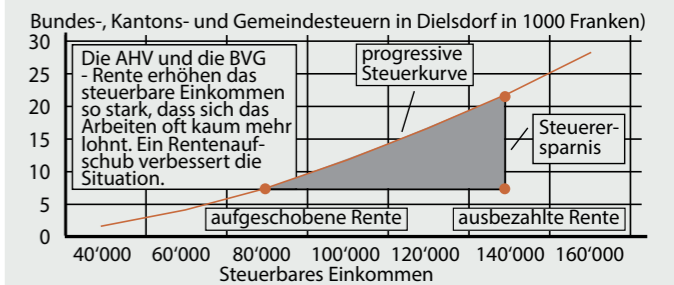 Bundes-, Kantons- und Gemeindesteuern in Dielsdorf in 1000 Franken)
30
25
20
15
10
5
0
Die AHV und die BVG
- Rente erhöhen das
steuerbare Einkommen
so stark, dass sich das
Arbeiten oft kaum mehr
lohnt. Ein Rentenauf-
schub verbessert die
Situation.
progressive
Steuerkurve
Steuerer-
sparnis
aufgeschobene Rente
ausbezahlte Rente
40‘000 60‘000 80‘000 100‘000 120‘000 140‘000 160‘000
Steuerbares Einkommen